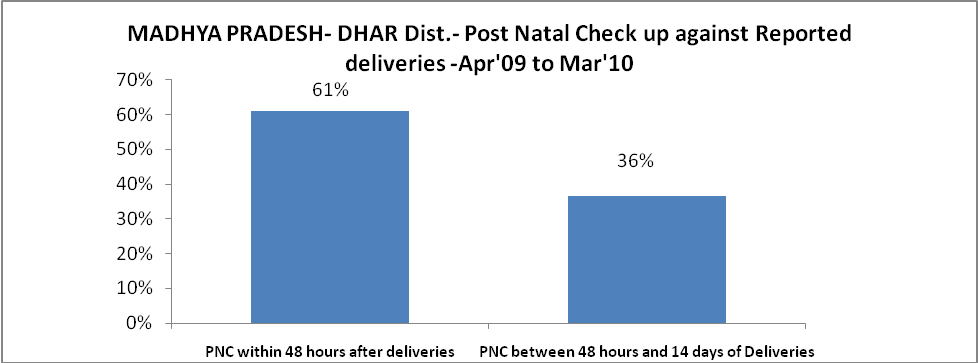 MADHYA PRADESH- DHAR Dist.- Post Natal Check up against Reported
deliveries -Apr'09 to Mar'10
70%
60%
50%
40%
30%
20%
10%
0%
61%
36%
PNC within 48 hours after deliveries
PNC between 48 hours and 14 days of Deliveries